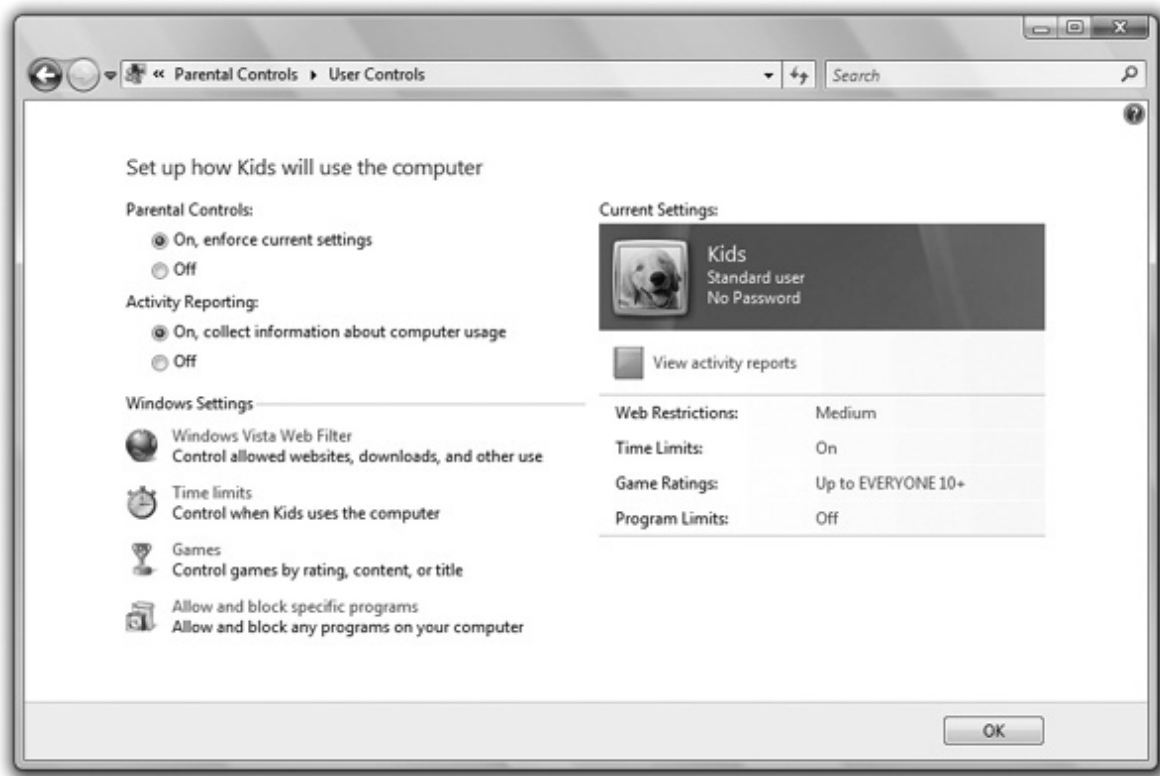 « Parental Controls ▸ User Controls
Search
Set up how Kids will use the computer
Parental Controls:
On, enforce current settings
Off
Activity Reporting:
On, collect information about computer usage
Off
Windows Settings
Windows Vista Web Filter
Control allowed websites, downloads, and other use
Time limits
Control when Kids uses the computer
Games
Control games by rating, content, or title
Allow and block specific programs
Allow and block any programs on your computer
Current Settings:
Kids
Standard user
No Password
View activity reports
Web Restrictions: Medium
Time Limits: On
Game Ratings: Up to EVERYONE 10+
Program Limits: Off
OK